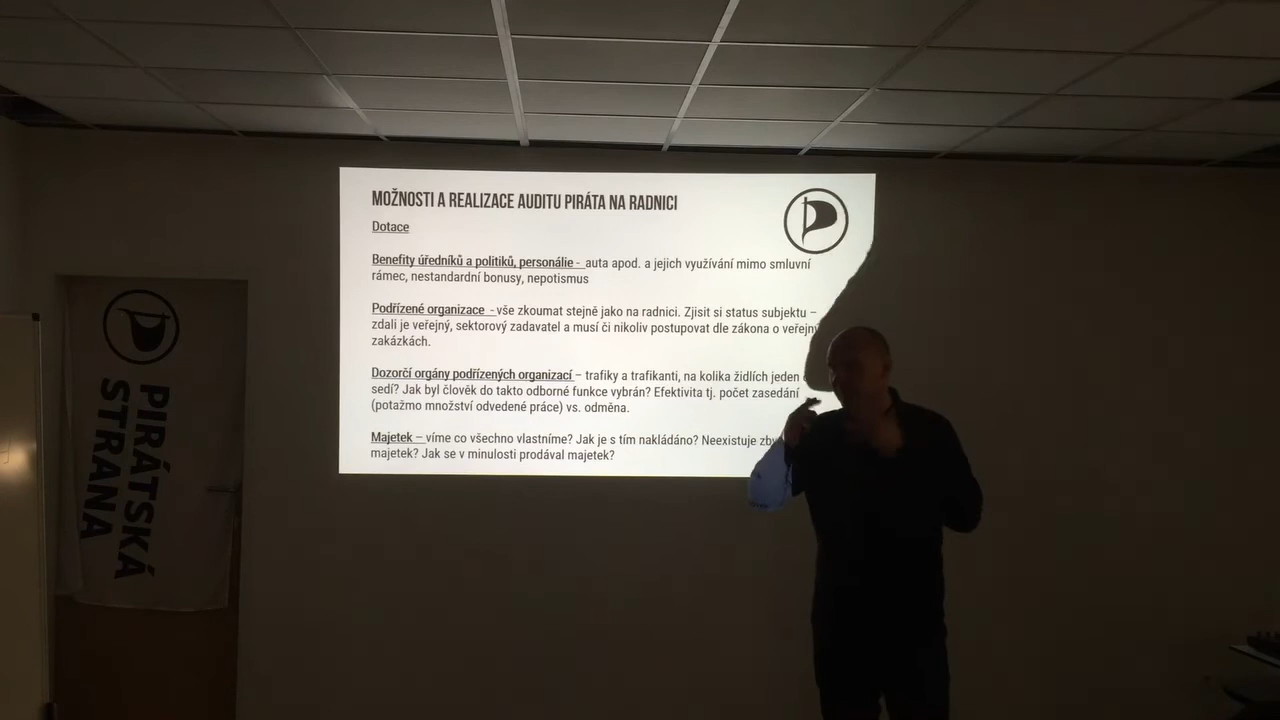 MOŽNOSTI A REALIZACE AUDITU PIRÁTA NA RADNICI
Dotace
Benefity úředníků a politiků, personálie - auta apod. a jejich využívání mimo smluvní
rámec, nestandardní bonusy, nepotismus
Podřízené organizace - vše zkoumat stejně jako na radnici. Zjisit si status subjektu –
zdali je veřejný, sektorový zadavatel a musí či nikoliv postupovat dle zákona o
zakázkách.
Dozorčí orgány podřízených organizací – trafiky a trafikanti, na kolika židlích jeden
sedí? Jak byl člověk do takto odborné funkce vybrán? Efektivita tj. počet zasedání
(potažmo množství odvedené práce) vs. odměna.
Majetek – víme co všechno vlastníme? Jak je s tím nakládáno? Neexistuje
majetek? Jak se v minulosti prodával majetek?
PIRÁTSKÁ
STRANA